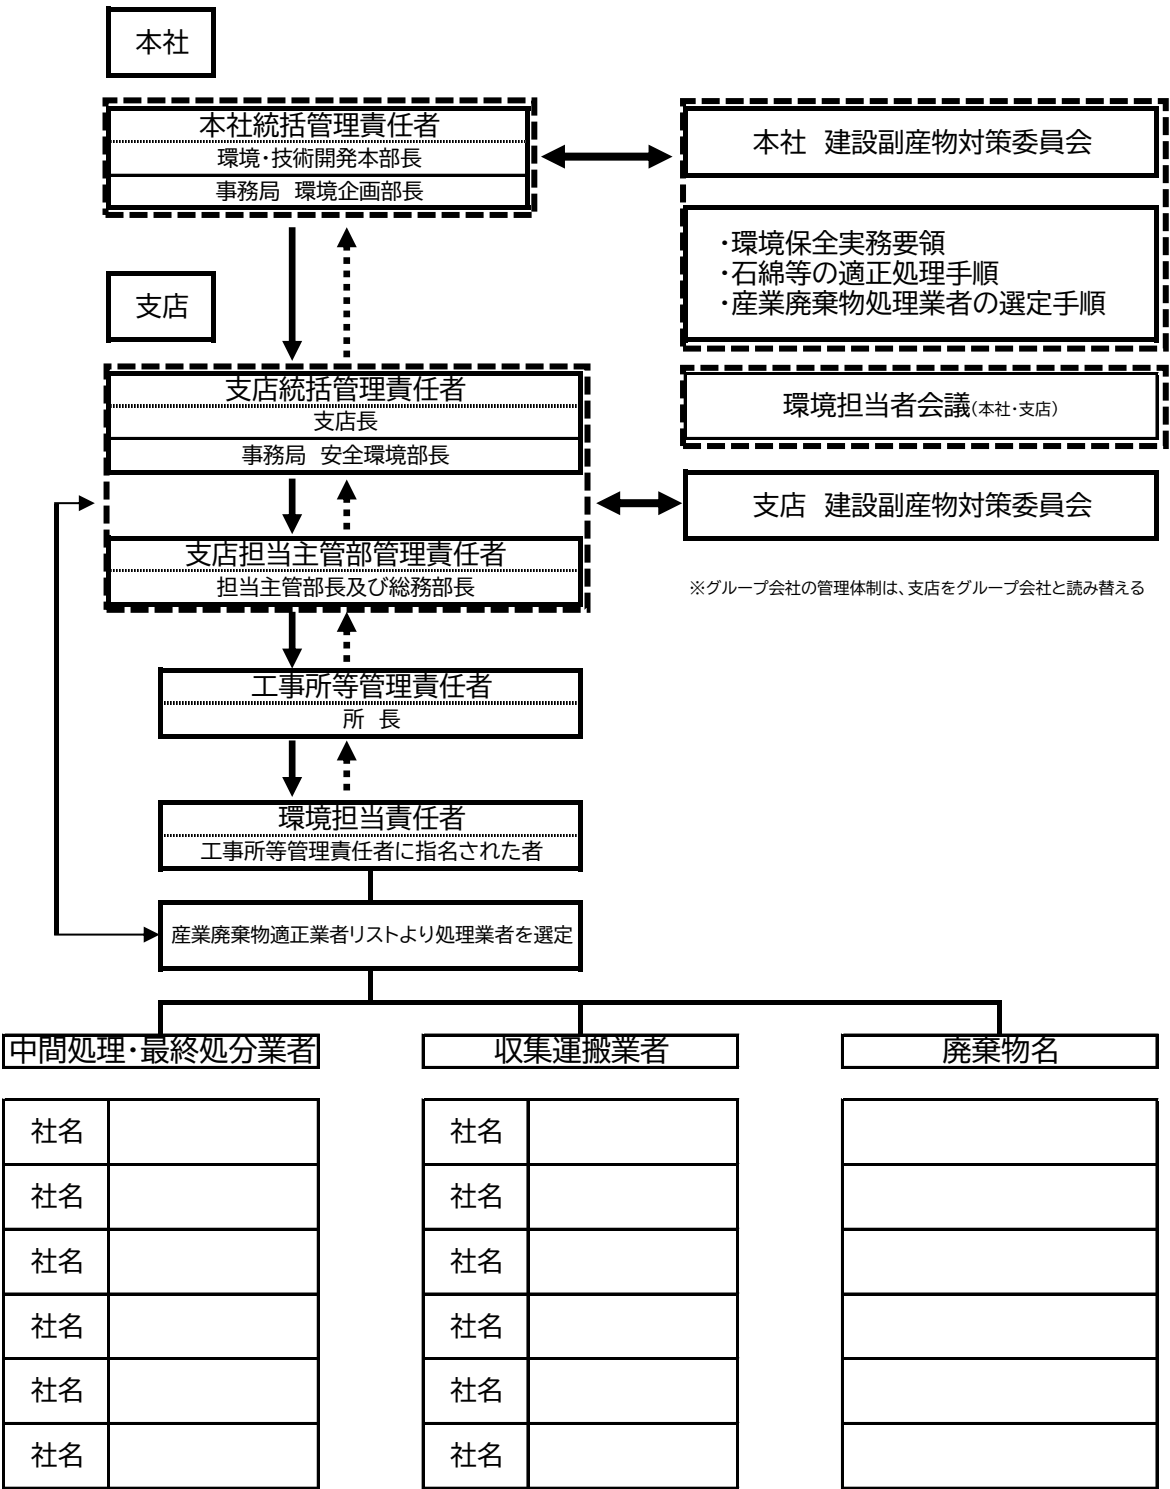 本社
本社統括管理責任者
環境・技術開発本部長
事務局　環境企画部長
本社　建設副産物対策委員会
・環境保全実務要領
・石綿等の適正処理手順
・産業廃棄物処理業者の選定手順
支店
支店統括管理責任者
支店長
事務局　安全環境部長
環境担当者会議（本社・支店）
支店　建設副産物対策委員会
支店担当主管部管理責任者
担当主管部長及び総務部長
※グループ会社の管理体制は、支店をグループ会社と読み替える
工事所等管理責任者
所　長
環境担当責任者
工事所等管理責任者に指名された者
産業廃棄物適正業者リストより処理業者を選定
中間処理・最終処分業者
収集運搬業者
廃棄物名
社名
社名
社名
社名
社名
社名
社名
社名
社名
社名
社名
社名